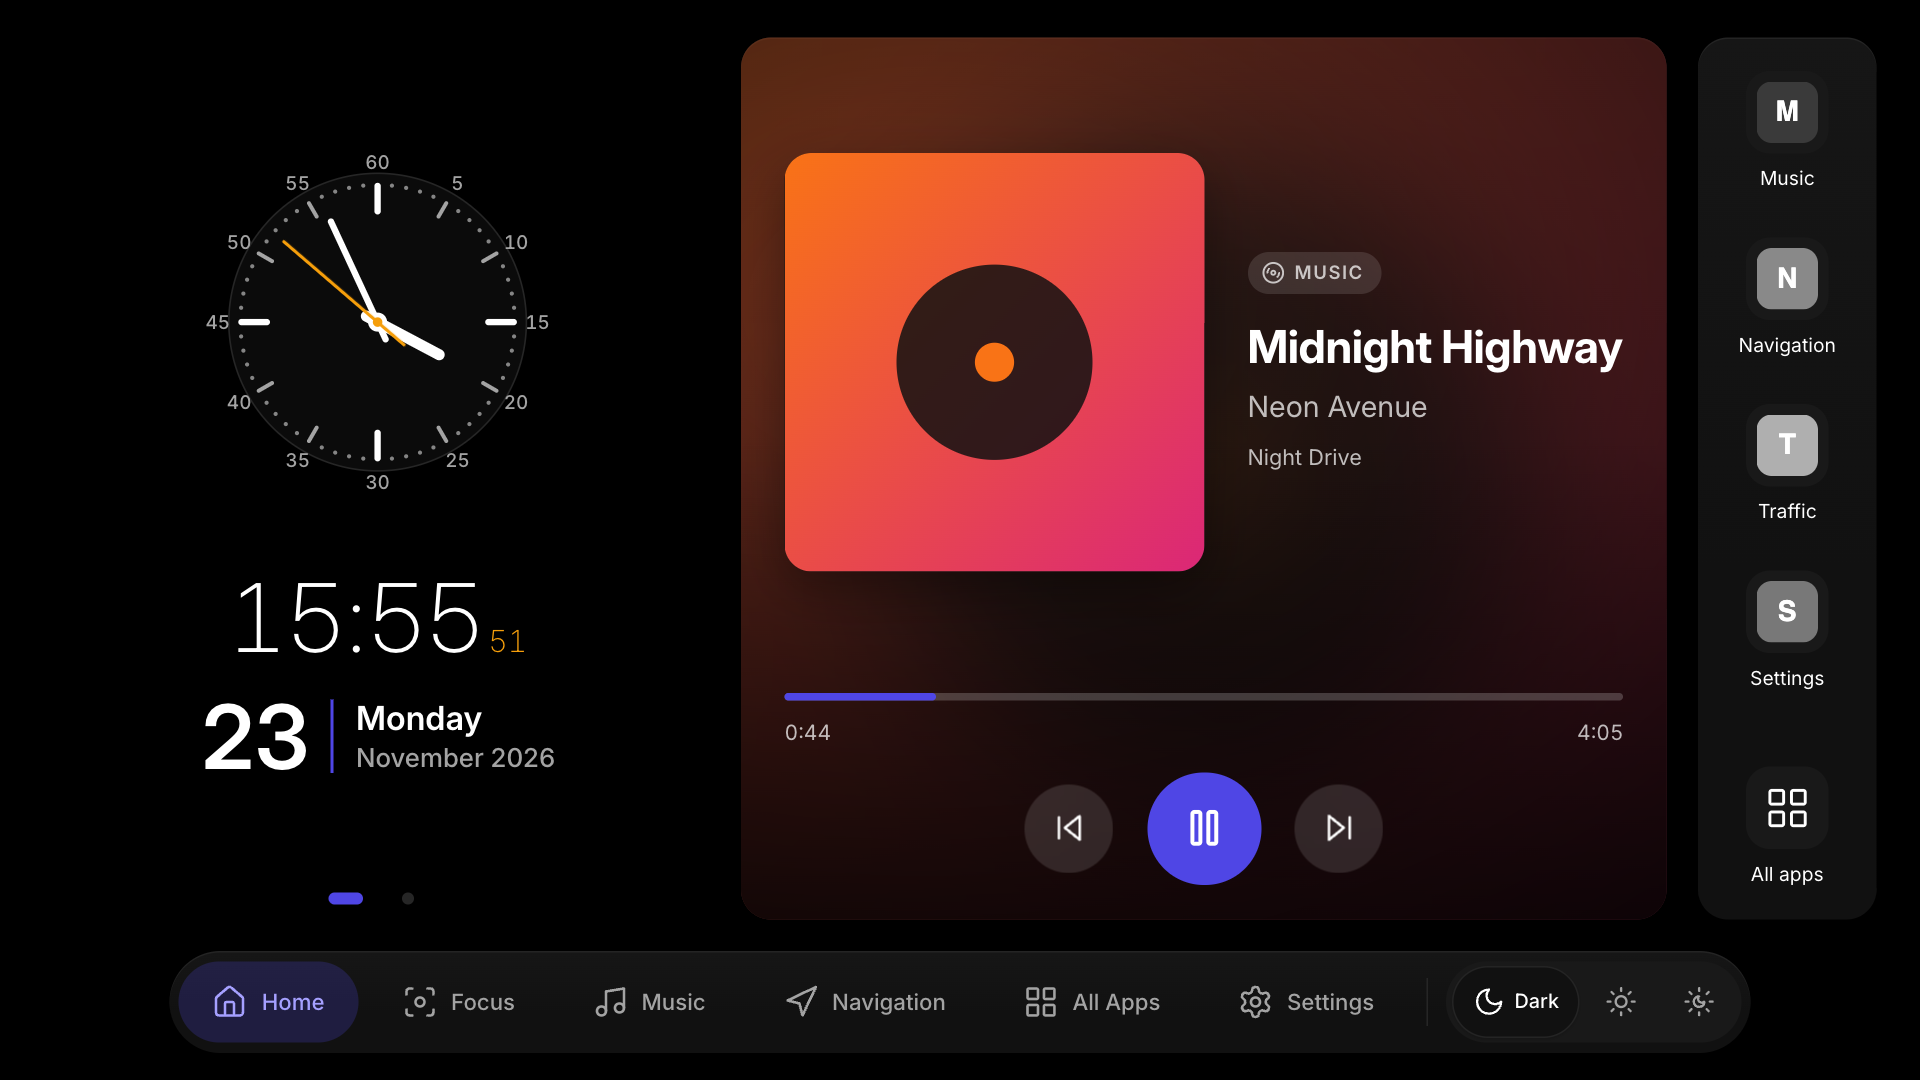 60
55
5
50
10
45
15
40
20
35
25
30
15:55 51
23
Monday
November 2026
MUSIC
Midnight Highway
Neon Avenue
Night Drive
0:44
4:05
M
Music
N
Navigation
T
Traffic
S
Settings
All apps
Home
Focus
Music
Navigation
All Apps
Settings
Dark